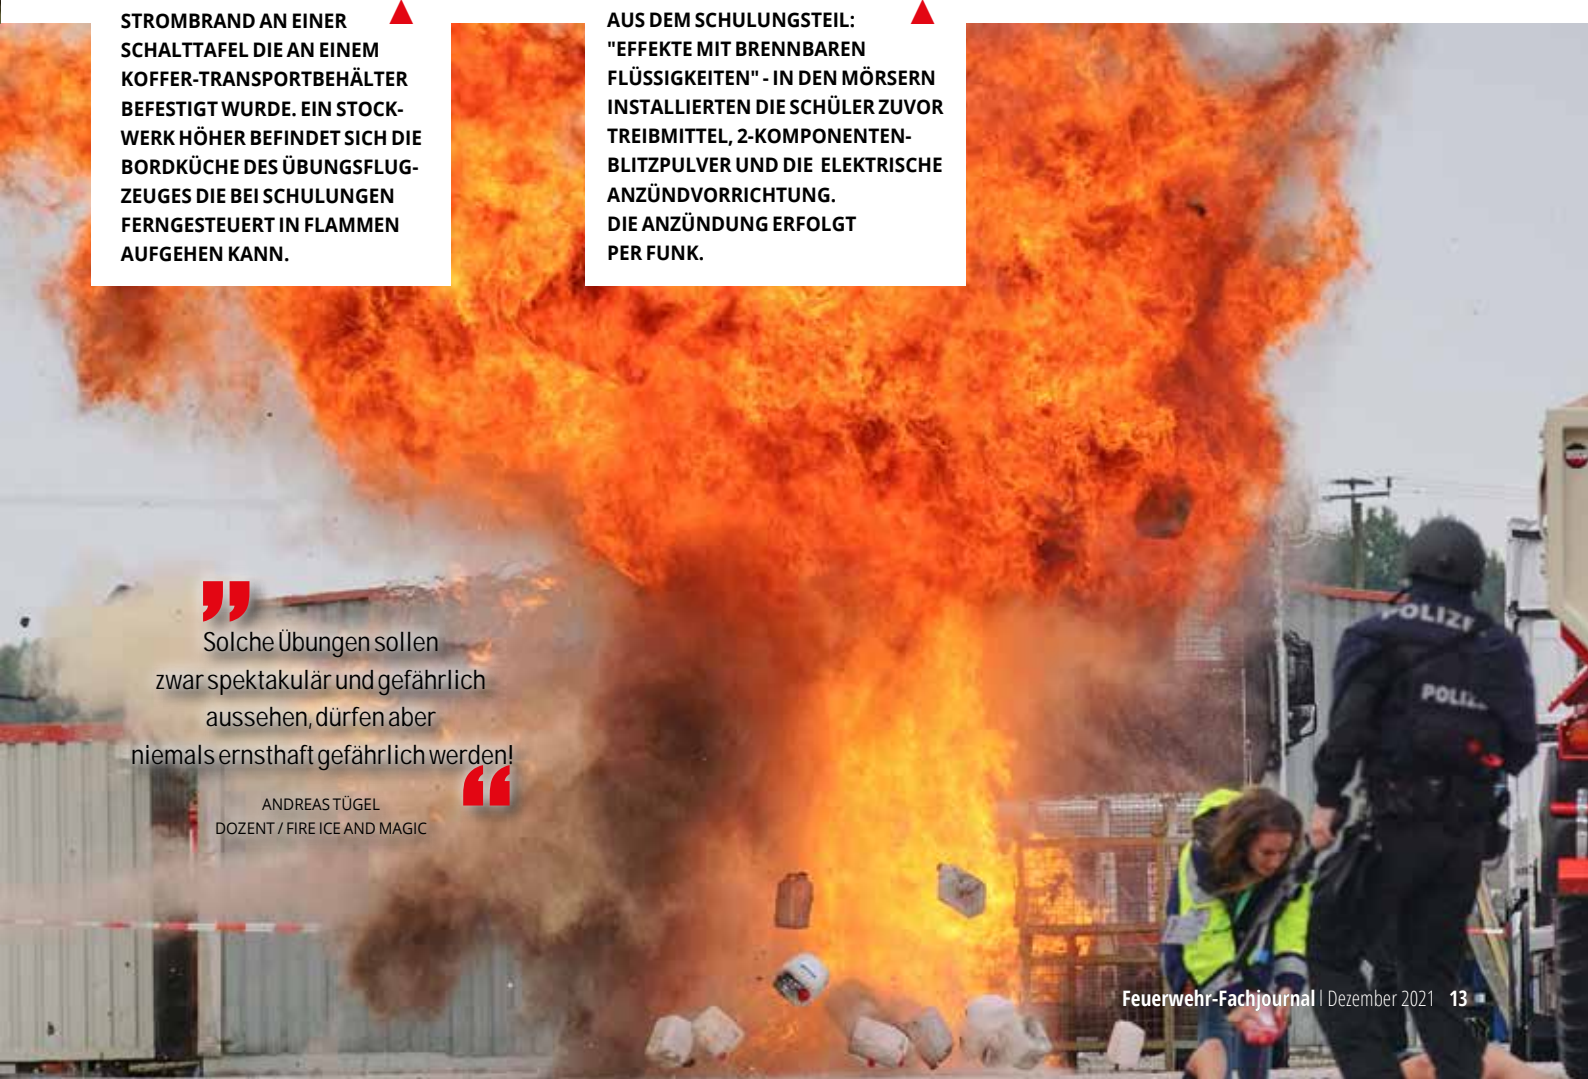 STROMBRAND AN EINER
SCHALTTAFEL DIE AN EINEM
KOFFER-TRANSPORTBEHÄLTER
BEFESTIGT WURDE. EIN STOCK-
WERK HÖHER BEFINDET SICH DIE
BORDKÜCHE DES ÜBUNGSFLUG-
ZEUGES DIE BEI SCHULUNGEN
FERNGESTEUERT IN FLAMMEN
AUFGEHEN KANN.
AUS DEM SCHULUNGSTEIL:
"EFFEKTE MIT BRENNBAREN
FLÜSSIGKEITEN" - IN DEN MÖRSERN
INSTALLIERTEN DIE SCHÜLER ZUVOR
TREIBMITTEL, 2-KOMPONENTEN-
BLITZPULVER UND DIE ELEKTRISCHE
ANZÜNDVORRICHTUNG.
DIE ANZÜNDUNG ERFOLGT
PER FUNK.
„Solche Übungen sollen
zwar spektakulär und gefährlich
aussehen, dürfen aber
niemals ernsthaft gefährlich werden!“
ANDREAS TÜGEL
DOZENT / FIRE ICE AND MAGIC
POLIZEI
POLIZ
Feuerwehr-Fachjournal | Dezember 2021 13